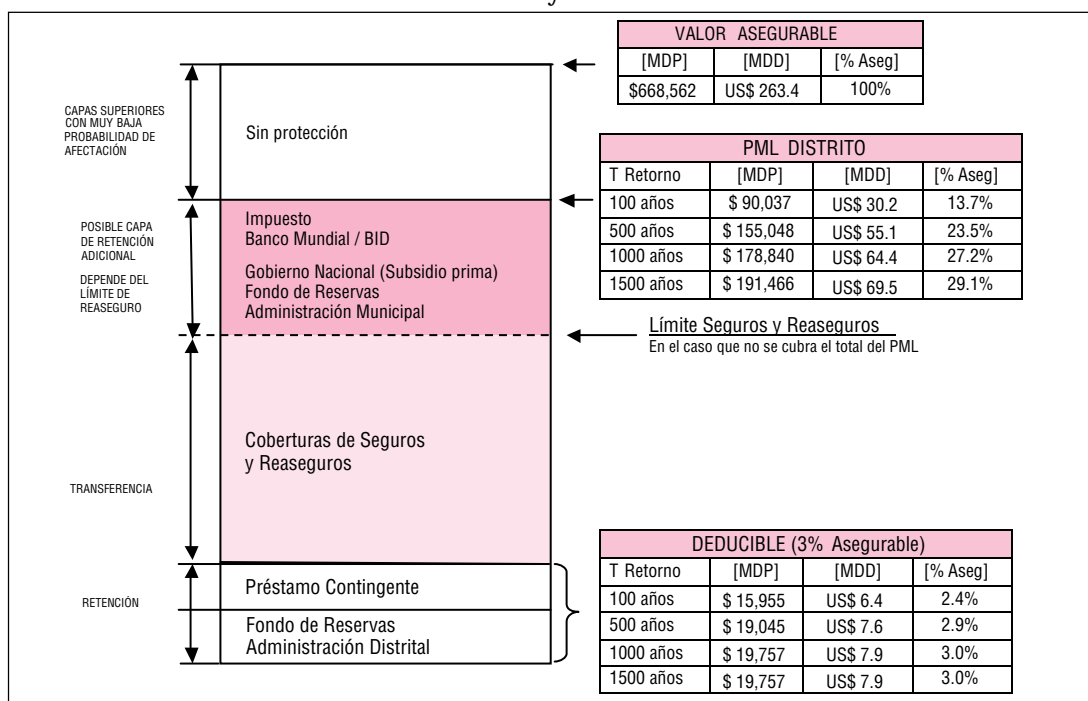 VALOR ASEGURABLE
[MDP] [MDD] [% Aseg]
$668,562 US$ 263.4 100%
CAPAS SUPERIORES
CON MUY BAJA
PROBABILIDAD DE
AFECTACIÓN
Sin protección
PML DISTRITO
T Retorno [MDP] [MDD] [% Aseg]
100 años $ 90,037 US$ 30.2 13.7%
500 años $ 155,048 US$ 55.1 23.5%
1000 años $ 178,840 US$ 64.4 27.2%
1500 años $ 191,466 US$ 69.5 29.1%
POSIBLE CAPA
DE RETENCIÓN
ADICIONAL
DEPENDE DEL
LÍMITE DE
REASEGURO
Impuesto
Banco Mundial / BID
Gobierno Nacional (Subsidio prima)
Fondo de Reservas
Administración Municipal
Límite Seguros y Reaseguros
En el caso que no se cubra el total del PML
TRANSFERENCIA
Coberturas de Seguros
y Reaseguros
RETENCIÓN
Préstamo Contingente
Fondo de Reservas
Administración Distrital
DEDUCIBLE (3% Asegurable)
T Retorno [MDP] [MDD] [% Aseg]
100 años $ 15,955 US$ 6.4 2.4%
500 años $ 19,045 US$ 7.6 2.9%
1000 años $ 19,757 US$ 7.9 3.0%
1500 años $ 19,757 US$ 7.9 3.0%